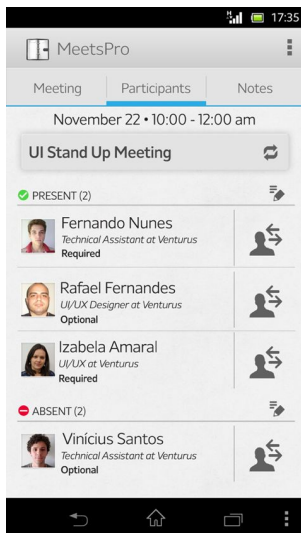 H
17:35
MeetsPro
Meeting
Participants
Notes
November 22 • 10:00 - 12:00 am
UI Stand Up Meeting
PRESENT (2)
Fernando Nunes
Technical Assistant at Venturus
Required
Rafael Fernandes
UI/UX Designer at Venturus
Optional
Izabela Amaral
UI/UX at Venturus
Required
ABSENT (2)
Vinícius Santos
Technical Assistant at Venturus
Optional